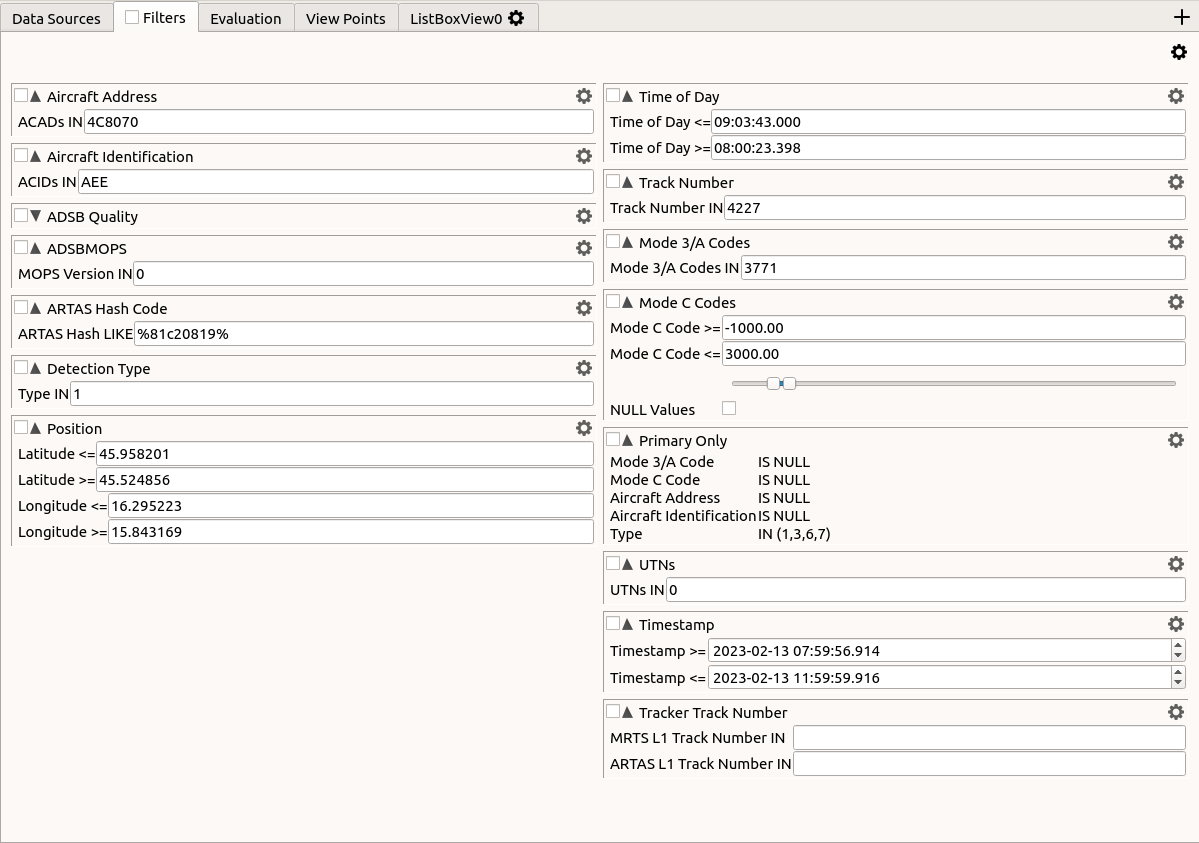 Data Sources
Filters
Evaluation
View Points
ListBoxView0
Aircraft Address
ACADs IN 4C8070
Aircraft Identification
ACIDs IN AEE
ADSB Quality
ADSBMOPS
MOPS Version IN 0
ARTAS Hash Code
ARTAS Hash LIKE %81c20819%
Detection Type
Type IN 1
Position
Latitude <= 45.958201
Latitude >= 45.524856
Longitude <= 16.295223
Longitude >= 15.843169
Time of Day
Time of Day <= 09:03:43.000
Time of Day >= 08:00:23.398
Track Number
Track Number IN 4227
Mode 3/A Codes
Mode 3/A Codes IN 3771
Mode C Codes
Mode C Code >= -1000.00
Mode C Code <= 3000.00
NULL Values
Primary Only
Mode 3/A Code IS NULL
Mode C Code IS NULL
Aircraft Address IS NULL
Aircraft Identification IS NULL
Type IN (1,3,6,7)
UTNs
UTNs IN 0
Timestamp
Timestamp >= 2023-02-13 07:59:56.914
Timestamp <= 2023-02-13 11:59:59.916
Tracker Track Number
MRTS L1 Track Number IN
ARTAS L1 Track Number IN